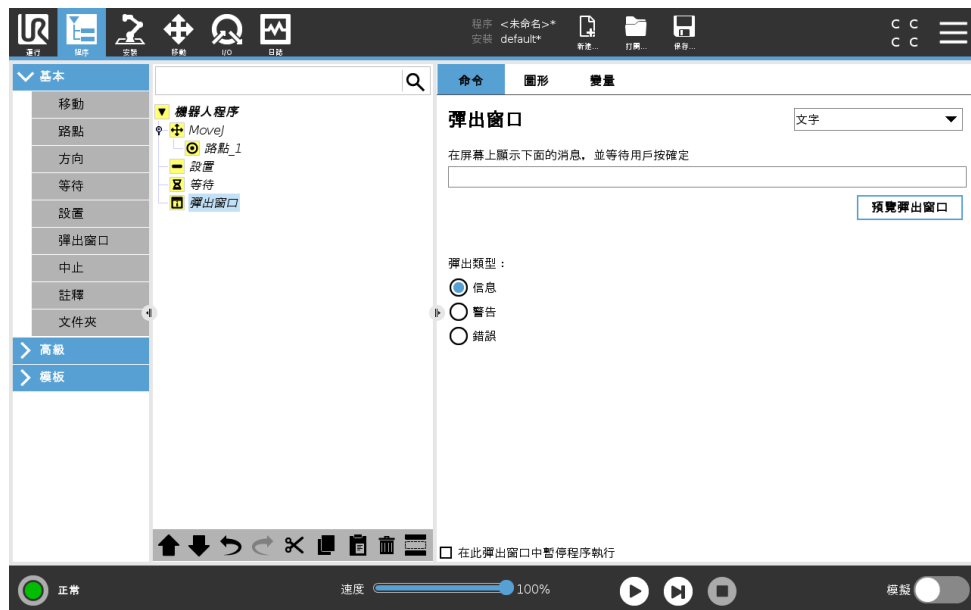 UR
運行
程序
安裝
移動
I/O
日誌
程序 <未命名>*
安裝 default*
新建...
打開...
保存...
C C
C C
基本
移動
路點
方向
等待
設置
彈出窗口
中止
註釋
文件夾
高級
模板
機器人程序
MoveJ
路點_1
設置
等待
彈出窗口
命令
圖形
變量
彈出窗口
文字
在屏幕上顯示下面的消息，並等待用戶按確定
預覽彈出窗口
彈出類型：
信息
警告
錯誤
在此彈出窗口中暫停程序執行
正常
速度
100%
模擬